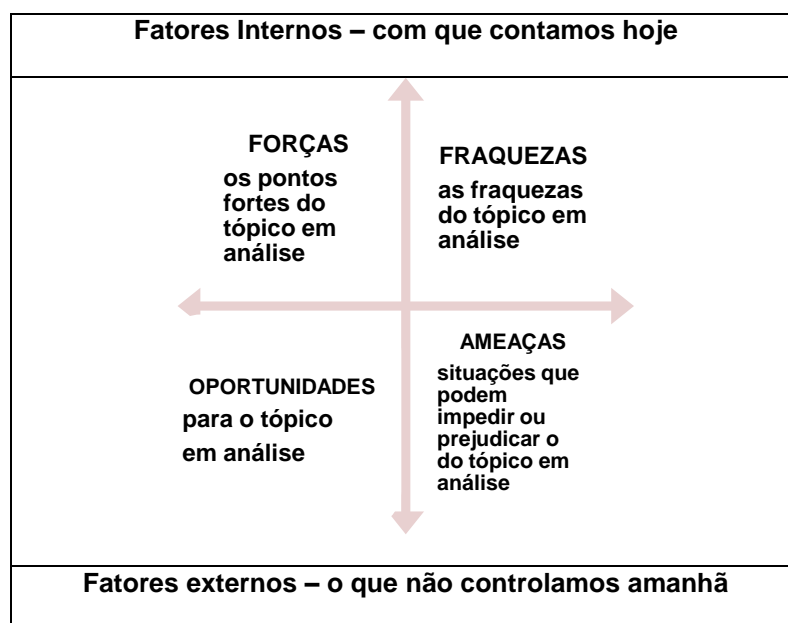 Fatores Internos – com que contamos hoje
FORÇAS
os pontos
fortes do
tópico em
análise
FRAQUEZAS
as fraquezas
do tópico em
análise
OPORTUNIDADES
para o tópico
em análise
AMEAÇAS
situações que
podem
impedir ou
prejudicar o
do tópico em
análise
Fatores externos – o que não controlamos amanhã